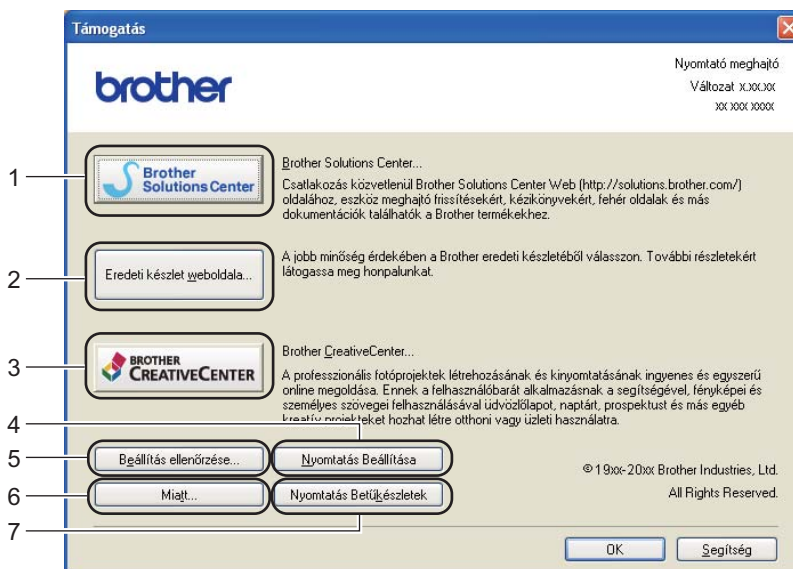 Támogatás
brother
Nyomtató meghajtó
Változat x.xx.xx
xx xxx xxxx
1
Brother
Solutions Center
Brother Solutions Center...
Csatlakozás közvetlenül Brother Solutions Center Web (http://solutions.brother.com/)
oldalához, eszköz meghajtó frissítésekért, kézikönyvekért, fehér oldalak és más
dokumentációk találhatók a Brother termékekhez.
2
Eredeti készlet weboldala...
A jobb minőség érdekében a Brother eredeti készletéből válasszon. További részletekért
látogassa meg honpalunkat.
3
BROTHER
CREATIVECENTER
Brother CreativeCenter...
A professzionális fotóprojektek létrehozásának és kinyomtatásának ingyenes és egyszerű
online megoldása. Ennek a felhasználóbarát alkalmazásnak a segítségével, fényképei és
személyes szövegei felhasználásával üdvözlőlapot, naptárt, prospektust és más egyéb
kreatív projekteket hozhat létre otthoni vagy üzleti használatra.
4
5
Beállítás ellenőrzése...
Nyomtatás Beállítása
© 19xx-20xx Brother Industries, Ltd.
6
Miatt...
Nyomtatás Betűkészletek
All Rights Reserved.
7
OK
Segítség